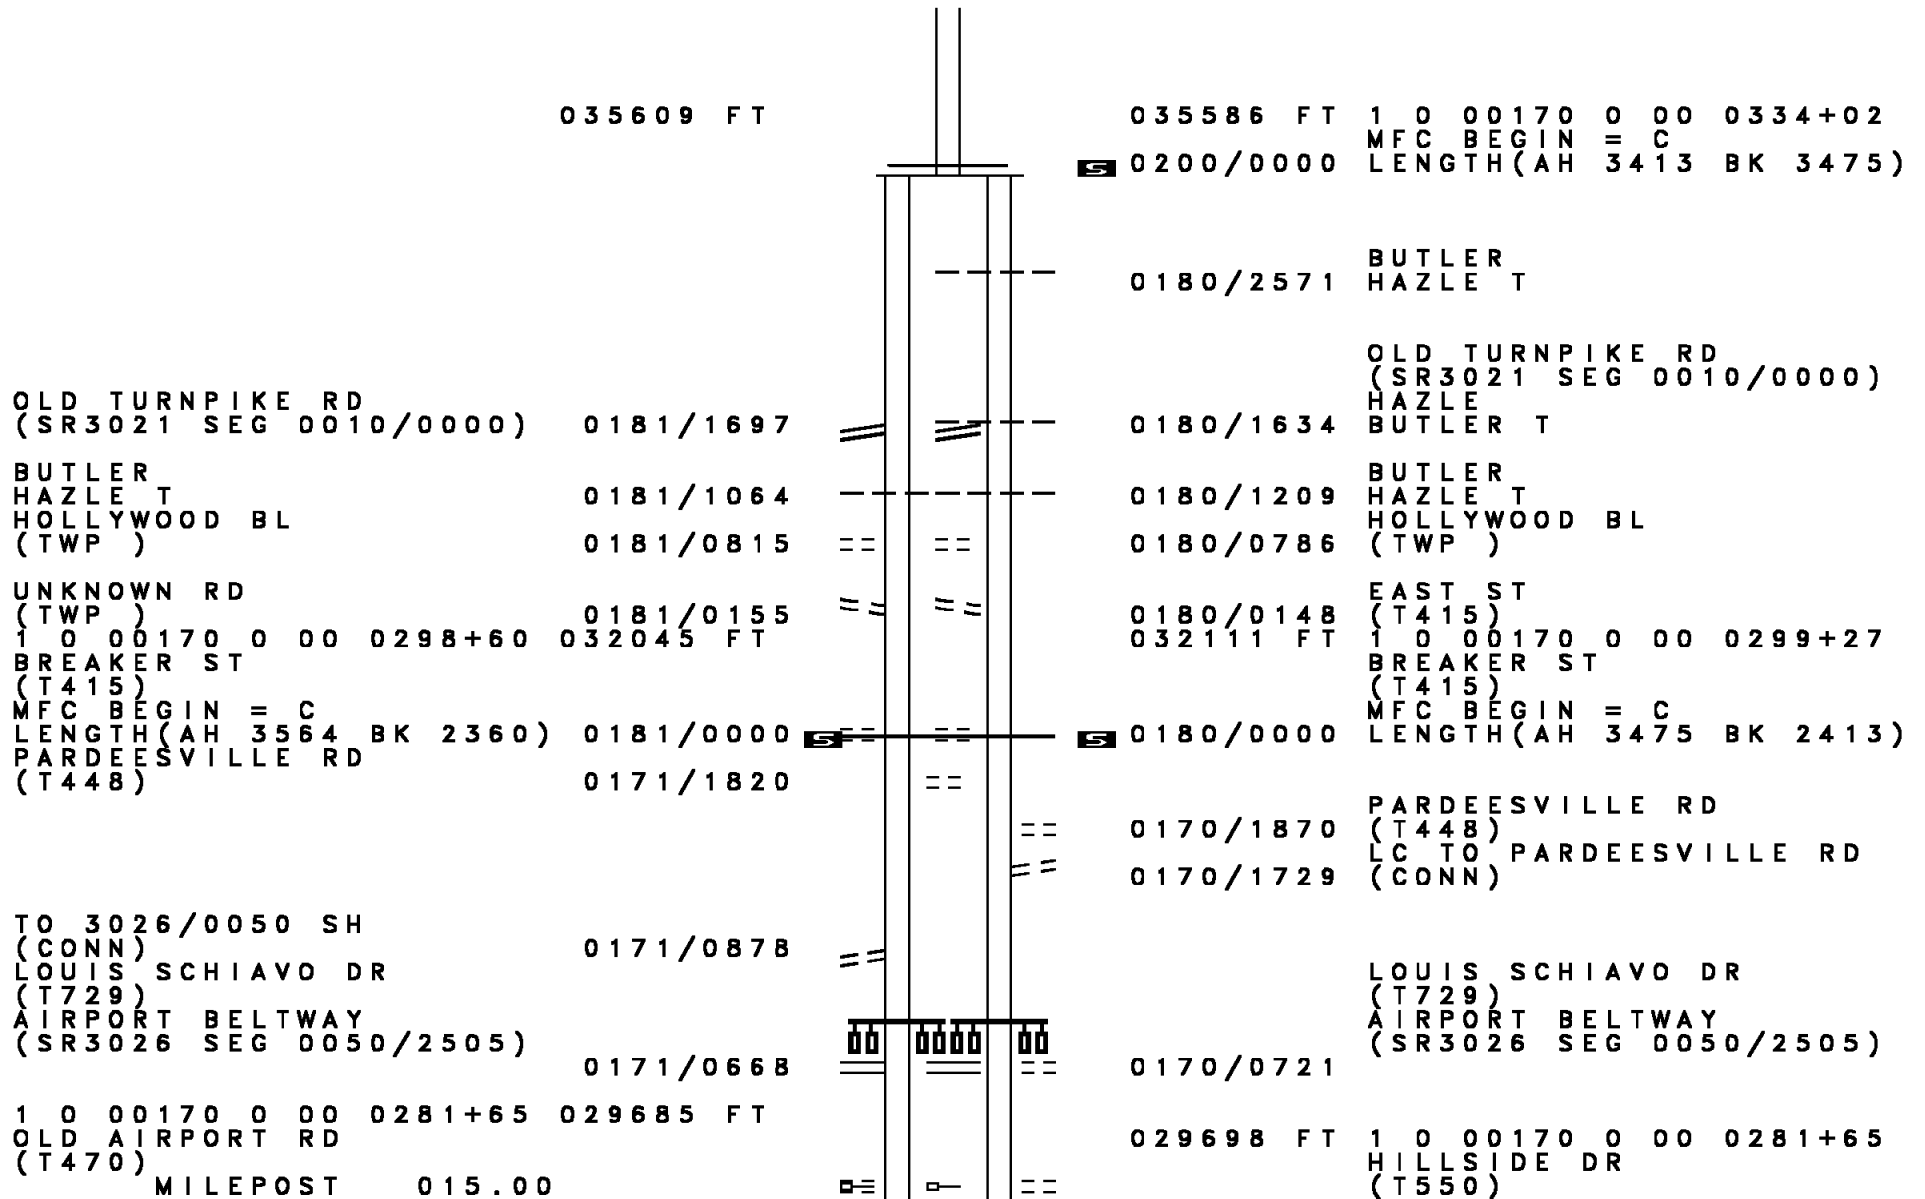 035609 FT 035586 FT 1 0 00170 0 00 0334+02
MFC BEGIN = C
S 0200/0000 LENGTH(AH 3413 BK 3475)
BUTLER
0180/2571 HAZLE T
OLD TURNPIKE RD
(SR3021 SEG 0010/0000)
OLD TURNPIKE RD HAZLE
(SR3021 SEG 0010/0000) 0181/1697 0180/1634 BUTLER T
BUTLER BUTLER
HAZLE T 0181/1064 0180/1209 HAZLE T
HOLLYWOOD BL HOLLYWOOD BL
(TWP ) 0181/0815 0180/0786 (TWP )
UNKNOWN RD EAST ST
(TWP ) 0181/0155 0180/0148 (T415)
1 0 00170 0 00 0298+60 032045 FT 032111 FT 1 0 00170 0 00 0299+27
BREAKER ST BREAKER ST
(T415) (T415)
MFC BEGIN = C MFC BEGIN = C
LENGTH(AH 3564 BK 2360) 0181/0000 S S 0180/0000 LENGTH(AH 3475 BK 2413)
PARDEESVILLE RD
(T448) 0171/1820
PARDEESVILLE RD
0170/1870 (T448)
LC TO PARDEESVILLE RD
0170/1729 (CONN)
TO 3026/0050 SH
(CONN) 0171/0878
LOUIS SCHIAVO DR LOUIS SCHIAVO DR
(T729) (T729)
AIRPORT BELTWAY AIRPORT BELTWAY
(SR3026 SEG 0050/2505) (SR3026 SEG 0050/2505)
0171/0668 0170/0721
1 0 00170 0 00 0281+65 029685 FT
OLD AIRPORT RD 029698 FT 1 0 00170 0 00 0281+65
(T470) HILLSIDE DR
MILEPOST 015.00 (T550)